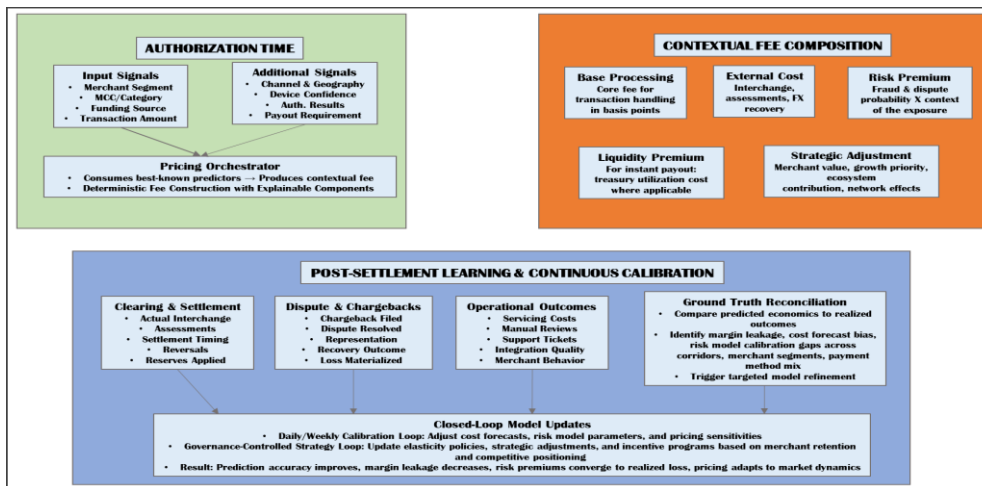 AUTHORIZATION TIME
Input Signals
• Merchant Segment
• MCC/Category
• Funding Source
• Transaction Amount
Additional Signals
• Channel & Geography
• Device Confidence
• Auth. Results
• Payout Requirement
Pricing Orchestrator
• Consumes best-known predictors → Produces contextual fee
• Deterministic Fee Construction with Explainable Components
CONTEXTUAL FEE COMPOSITION
Base Processing
Core fee for
transaction handling
in basis points
External Cost
Interchange,
assessments, FX
recovery
Risk Premium
Fraud & dispute
probability X context
of the exposure
Liquidity Premium
For instant payout:
treasury utilization cost
where applicable
Strategic Adjustment
Merchant value, growth priority,
ecosystem
contribution, network effects
POST-SETTLEMENT LEARNING & CONTINUOUS CALIBRATION
Clearing & Settlement
• Actual Interchange
• Assessments
• Settlement Timing
• Reversals
• Reserves Applied
Dispute & Chargebacks
• Chargeback Filed
• Dispute Resolved
• Representation
• Recovery Outcome
• Loss Materialized
Operational Outcomes
• Servicing Costs
• Manual Reviews
• Support Tickets
• Integration Quality
• Merchant Behavior
Ground Truth Reconciliation
• Compare predicted economics to realized
outcomes
• Identify margin leakage, cost forecast bias,
risk model calibration gaps across
corridors, merchant segments, payment
method mix
• Trigger targeted model refinement
Closed-Loop Model Updates
• Daily/Weekly Calibration Loop: Adjust cost forecasts, risk model parameters, and pricing sensitivities
• Governance-Controlled Strategy Loop: Update elasticity policies, strategic adjustments, and incentive programs based on merchant retention
and competitive positioning
• Result: Prediction accuracy improves, margin leakage decreases, risk premiums converge to realized loss, pricing adapts to market dynamics